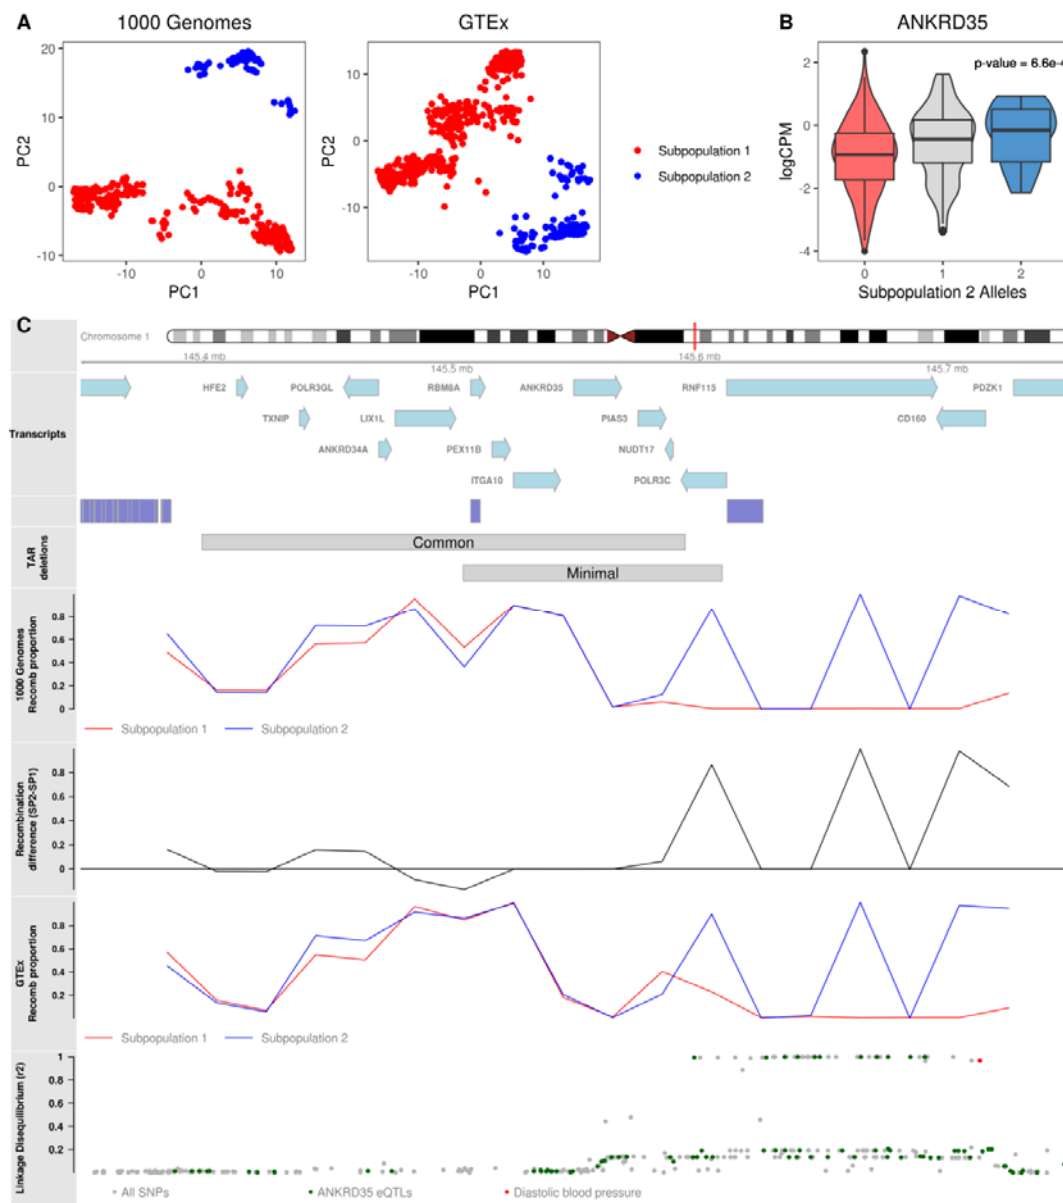 A
1000 Genomes
GTEx
B
ANKRD35
20
10
0
-10
PC2
-10
0
10
PC1
10
0
-10
PC2
-10
0
10
PC1
Subpopulation 1
Subpopulation 2
p-value = 6.6e-
2
0
-2
-4
logCPM
0
1
2
Subpopulation 2 Alleles
C
Chromosome 1
145.4 mb
145.5 mb
145.6 mb
145.7 mb
Transcripts
HFE2
POLR3GL
RBM8A
ANKRD35
RNF115
PDZK1
TXNIP
LIX1L
PIAS3
CD160
ANKRD34A
PEX11B
NUDT17
ITGA10
POLR3C
TAR
deletions
Common
Minimal
1000 Genomes
Recomb proportion
0.8
0.6
0.4
0.2
0
Subpopulation 1
Subpopulation 2
Recombination
difference (SP2-SP1)
0.8
0.6
0.4
0.2
0
GTEx
Recomb proportion
0.8
0.6
0.4
0.2
Subpopulation 1
Subpopulation 2
Linkage Disequilibrium (r2)
1
0.8
0.6
0.4
0.2
All SNPs
ANKRD35 eQTLs
Diastolic blood pressure